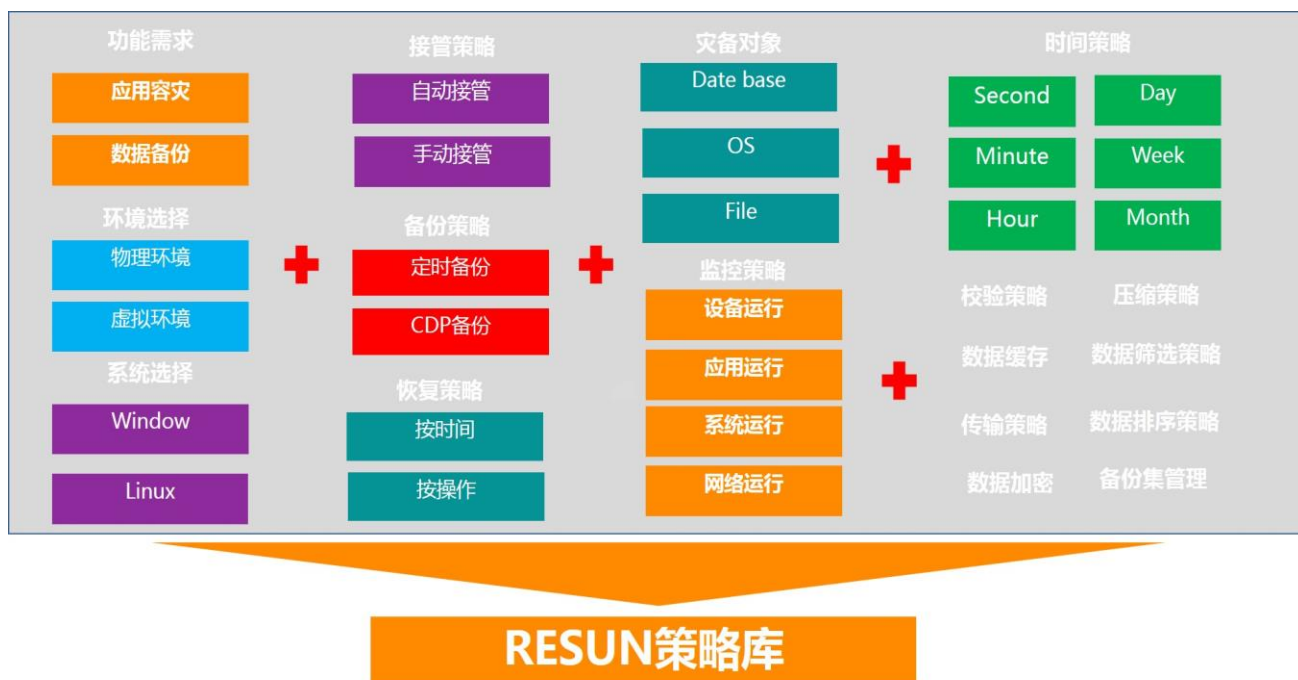 功能需求
应用容灾
数据备份
环境选择
物理环境
虚拟环境
系统选择
Window
Linux
接管策略
自动接管
手动接管
备份策略
定时备份
CDP备份
恢复策略
按时间
按操作
灾备对象
Date base
OS
File
监控策略
设备运行
应用运行
系统运行
网络运行
时间策略
Second Day
Minute Week
Hour Month
校验策略 压缩策略
数据缓存 数据筛选策略
传输策略 数据排序策略
数据加密 备份集管理
RESUN策略库